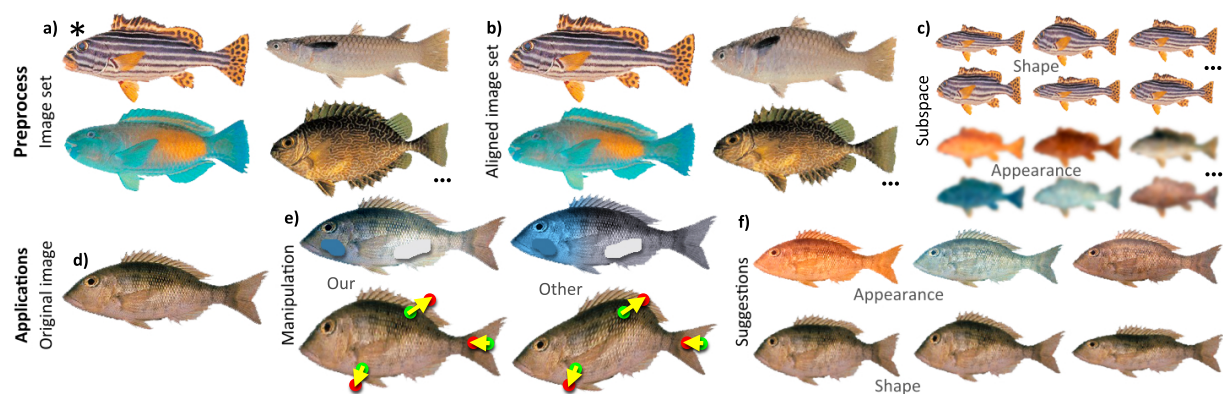 a)
*
b)
c)
Preprocess
Image set
...
Aligned image set
...
Subspace
Shape
...
Appearance
...
Applications
Original image
d)
e)
Manipulation
Our
Other
f)
Suggestions
Appearance
Shape